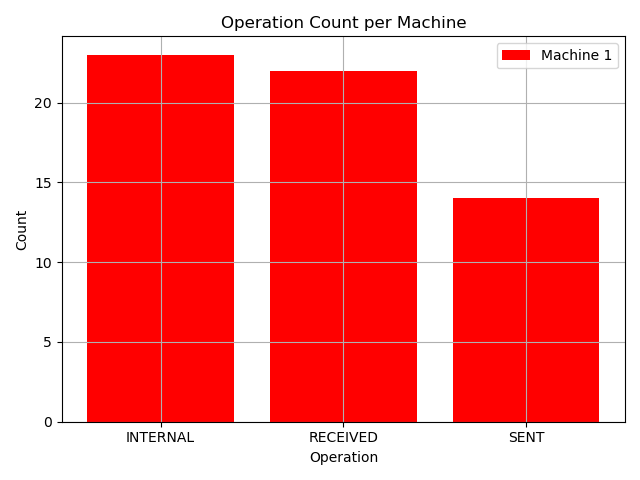 Operation Count per Machine
Machine 1
20
15
10
5
0
Count
INTERNAL RECEIVED SENT
Operation